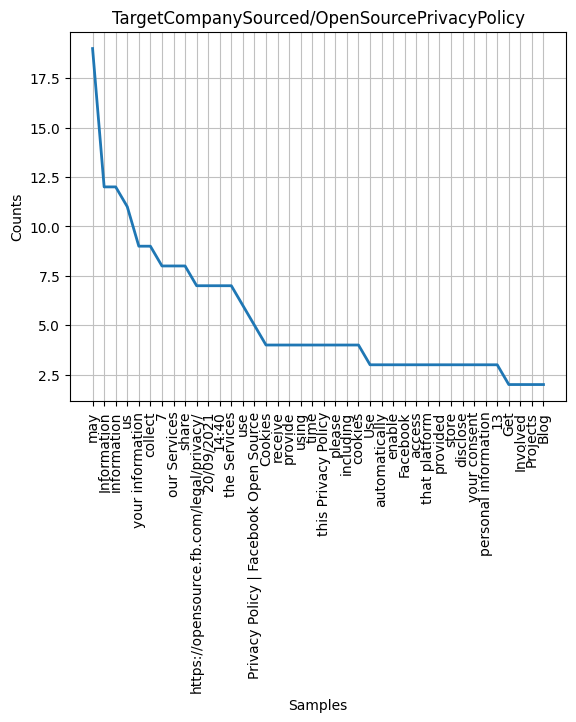 TargetCompanySourced/OpenSourcePrivacyPolicy
Counts
17.5
15.0
12.5
10.0
7.5
5.0
2.5
may
Information
information
us
your information
collect
7
our Services
share
https://opensource.fb.com/legal/privacy/
20/09/2021
14:40
the Services
use
Privacy Policy | Facebook Open Source
Cookies
receive
provide
using
time
this Privacy Policy
please
including
cookies
Use
automatically
enable
Facebook
access
that platform
provided
store
disclose
your consent
personal information
13
Get
Involved
Projects
Blog
Samples